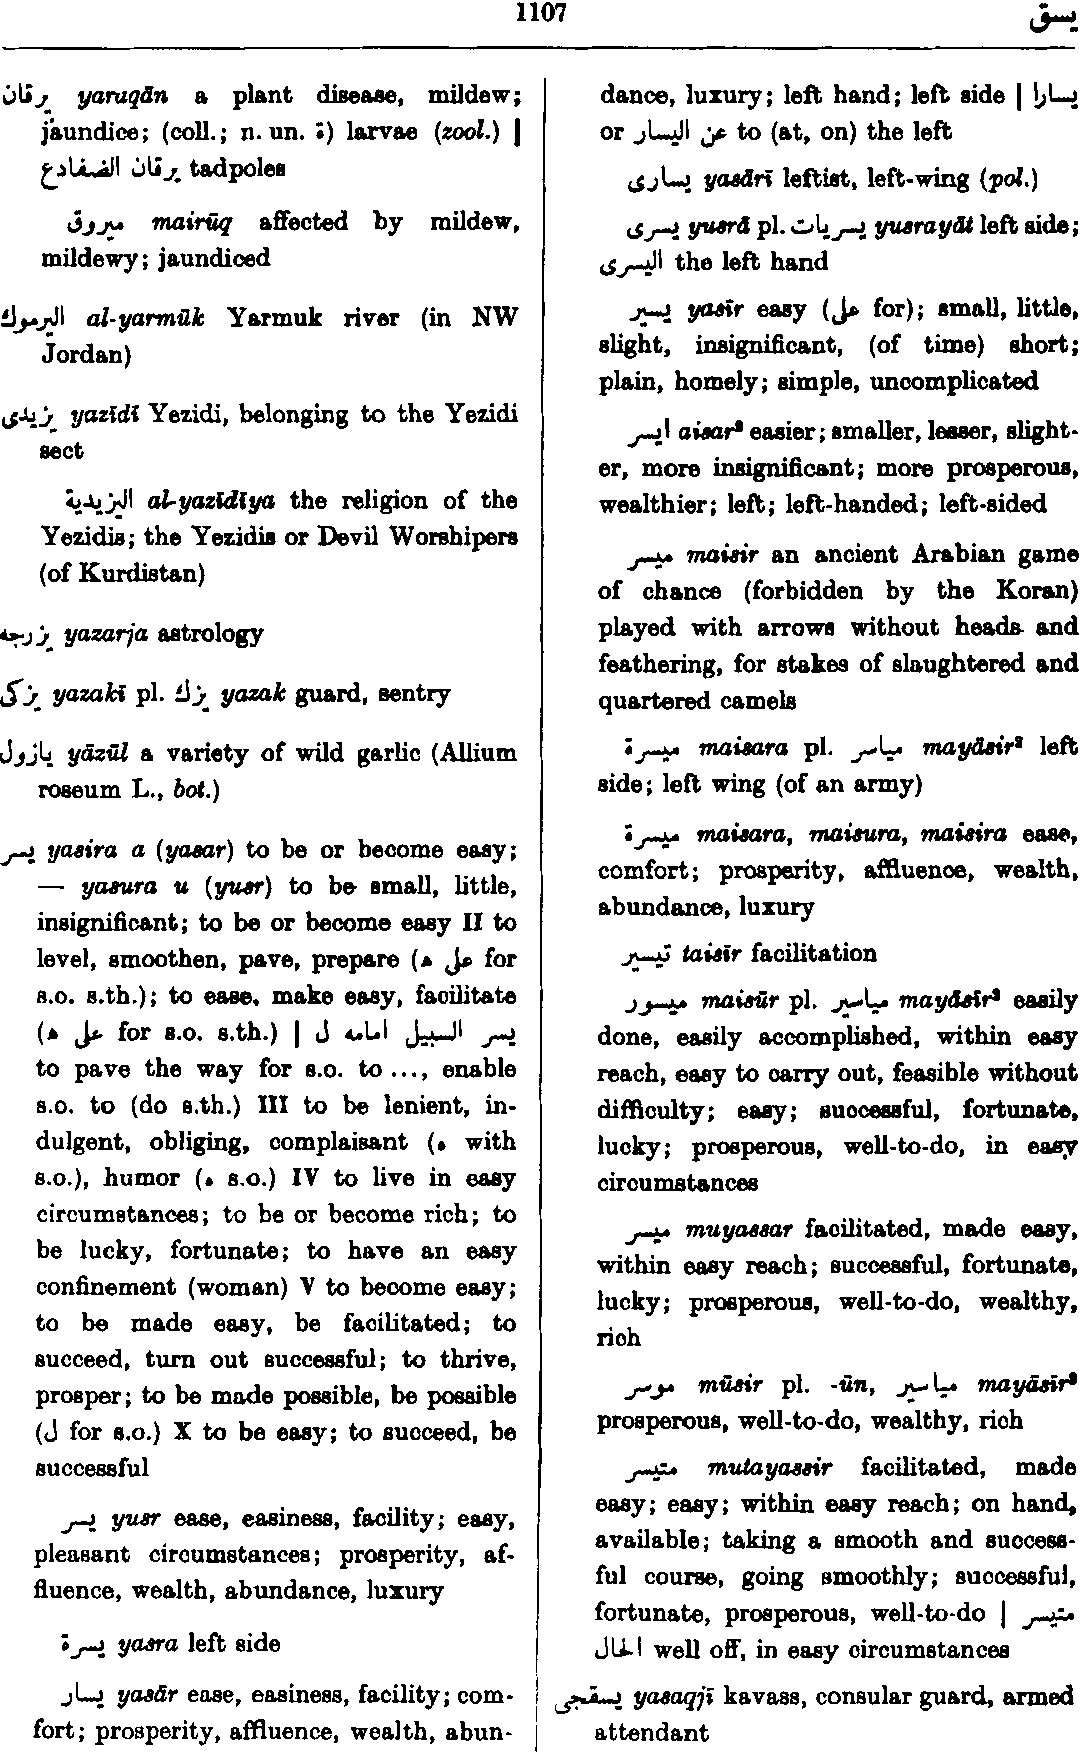 1107
يسق
يرقان yaruqān a plant disease, mildew;
jaundice; (coll.; n. un. ة) larvae (zool.) |
يرقان الضفادع tadpoles
ميروق mairūq affected by mildew,
mildewy; jaundiced
اليرموك al-yarmūk Yarmuk river (in NW
Jordan)
يزيدى yazīdī Yezidi, belonging to the Yezidi
sect
اليزيدية al-yazīdīya the religion of the
Yezidis; the Yezidis or Devil Worshipers
(of Kurdistan)
يزرجه yazarja astrology
يزكى yazakī pl. يزك yazak guard, sentry
يازول yāzūl a variety of wild garlic (Allium
roseum L., bot.)
يسر yasira a (yasar) to be or become easy;
— yasura u (yusr) to be small, little,
insignificant; to be or become easy II to
level, smoothen, pave, prepare (ه على for
s.o. s.th.); to ease, make easy, facilitate
(ه على for s.o. s.th.) | يسر السبيل امامه ل
to pave the way for s.o. to ..., enable
s.o. to (do s.th.) III to be lenient, in-
dulgent, obliging, complaisant (ه with
s.o.), humor (ه s.o.) IV to live in easy
circumstances; to be or become rich; to
be lucky, fortunate; to have an easy
confinement (woman) V to become easy;
to be made easy, be facilitated; to
succeed, turn out successful; to thrive,
prosper; to be made possible, be possible
(ل for s.o.) X to be easy; to succeed, be
successful
يسر yusr ease, easiness, facility; easy,
pleasant circumstances; prosperity, af-
fluence, wealth, abundance, luxury
يسرة yasra left side
يسار yasār ease, easiness, facility; com-
fort; prosperity, affluence, wealth, abun-
dance, luxury; left hand; left side | يسارا
or عن اليسار to (at, on) the left
يسارى yasārī leftist, left-wing (pol.)
يسرى yusrā pl. يسريات yusrayāt left side;
اليسرى the left hand
يسير yasīr easy (على for); small, little,
slight, insignificant, (of time) short;
plain, homely; simple, uncomplicated
ايسر aisar² easier; smaller, lesser, slight-
er, more insignificant; more prosperous,
wealthier; left; left-handed; left-sided
ميسر maisir an ancient Arabian game
of chance (forbidden by the Koran)
played with arrows without heads and
feathering, for stakes of slaughtered and
quartered camels
ميسرة maisara pl. مياسر mayāsir² left
side; left wing (of an army)
ميسرة maisara, maisura, maisira ease,
comfort; prosperity, affluence, wealth,
abundance, luxury
تيسير taisīr facilitation
ميسور maisūr pl. مياسير mayāsīr² easily
done, easily accomplished, within easy
reach, easy to carry out, feasible without
difficulty; easy; successful, fortunate,
lucky; prosperous, well-to-do, in easy
circumstances
ميسر muyassar facilitated, made easy,
within easy reach; successful, fortunate,
lucky; prosperous, well-to-do, wealthy,
rich
موسر mūsir pl. -ūn, مياسير mayāsīr²
prosperous, well-to-do, wealthy, rich
متيسر mutayassir facilitated, made
easy; easy; within easy reach; on hand,
available; taking a smooth and success-
ful course, going smoothly; successful,
fortunate, prosperous, well-to-do | متيسر
الحال well off, in easy circumstances
يسقجى yasaqjī kavass, consular guard, armed
attendant